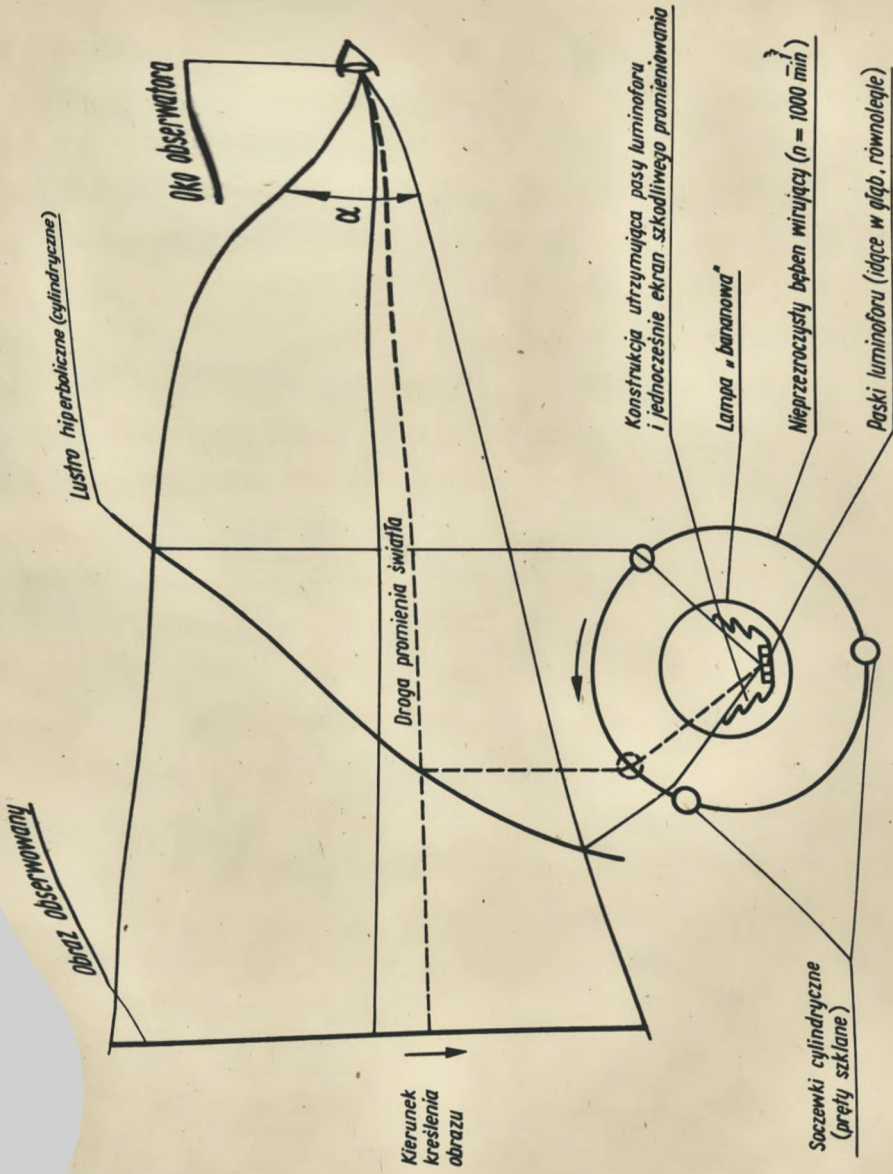 Obraz obserwowany
Lustro hiperboliczne (cylindryczne)
Oko obserwatora
α
Droga promienia światła
Kierunek
kreślenia
obrazu
Konstrukcja utrzymująca pasy luminoforu
i jednocześnie ekran szkodliwego promieniowania
Lampa „bananowa”
Nieprzezroczysty bęben wirujący (n = 1000 min⁻¹)
Paski luminoforu (idące w głąb, równoległe)
Soczewki cylindryczne
(pręty szklane)